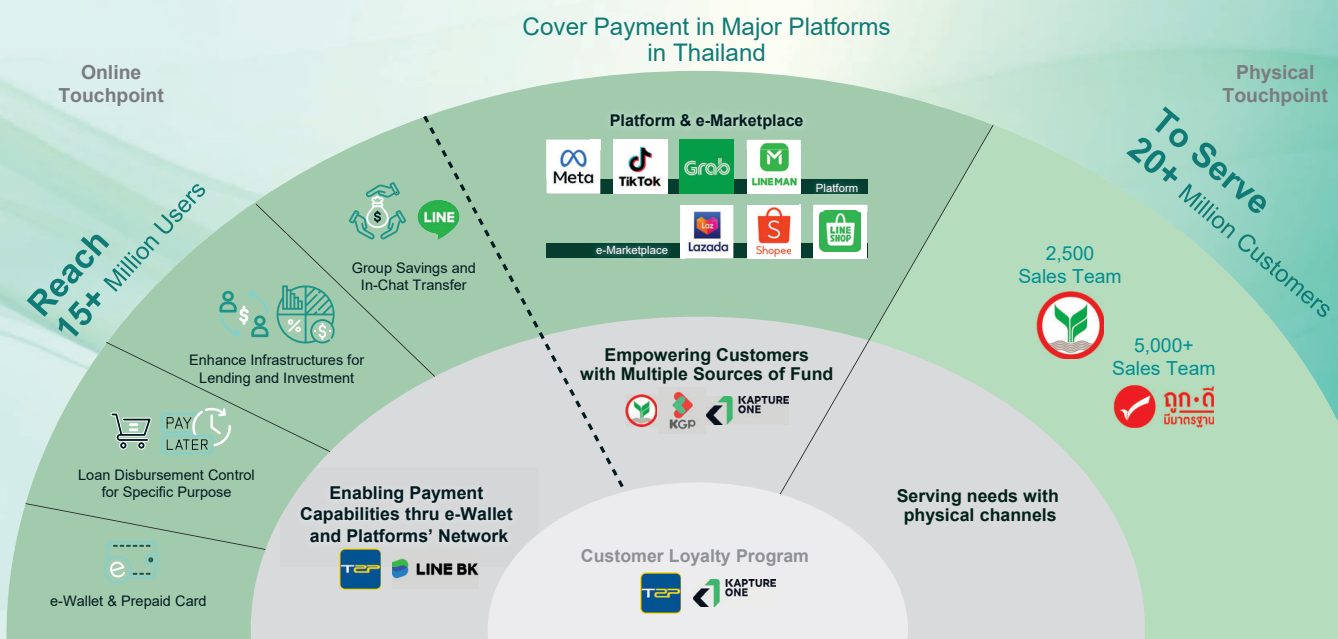 Cover Payment in Major Platforms
in Thailand
Online
Touchpoint
Physical
Touchpoint
Reach
15+ Million Users
To Serve
20+ Million Customers
Platform & e-Marketplace
Meta
TikTok
Grab
LINE MAN
Platform
e-Marketplace
Laz
Lazada
S
Shopee
LINE
SHOP
$
LINE
Group Savings and
In-Chat Transfer
$
%
$
Enhance Infrastructures for
Lending and Investment
PAY
LATER
Loan Disbursement Control
for Specific Purpose
e
e-Wallet & Prepaid Card
2,500
Sales Team
5,000+
Sales Team
ถูก•ดี
มีมาตรฐาน
Empowering Customers
with Multiple Sources of Fund
KGP
KAPTURE
ONE
Enabling Payment
Capabilities thru e-Wallet
and Platforms' Network
T2P
LINE BK
Serving needs with
physical channels
Customer Loyalty Program
T2P
KAPTURE
ONE